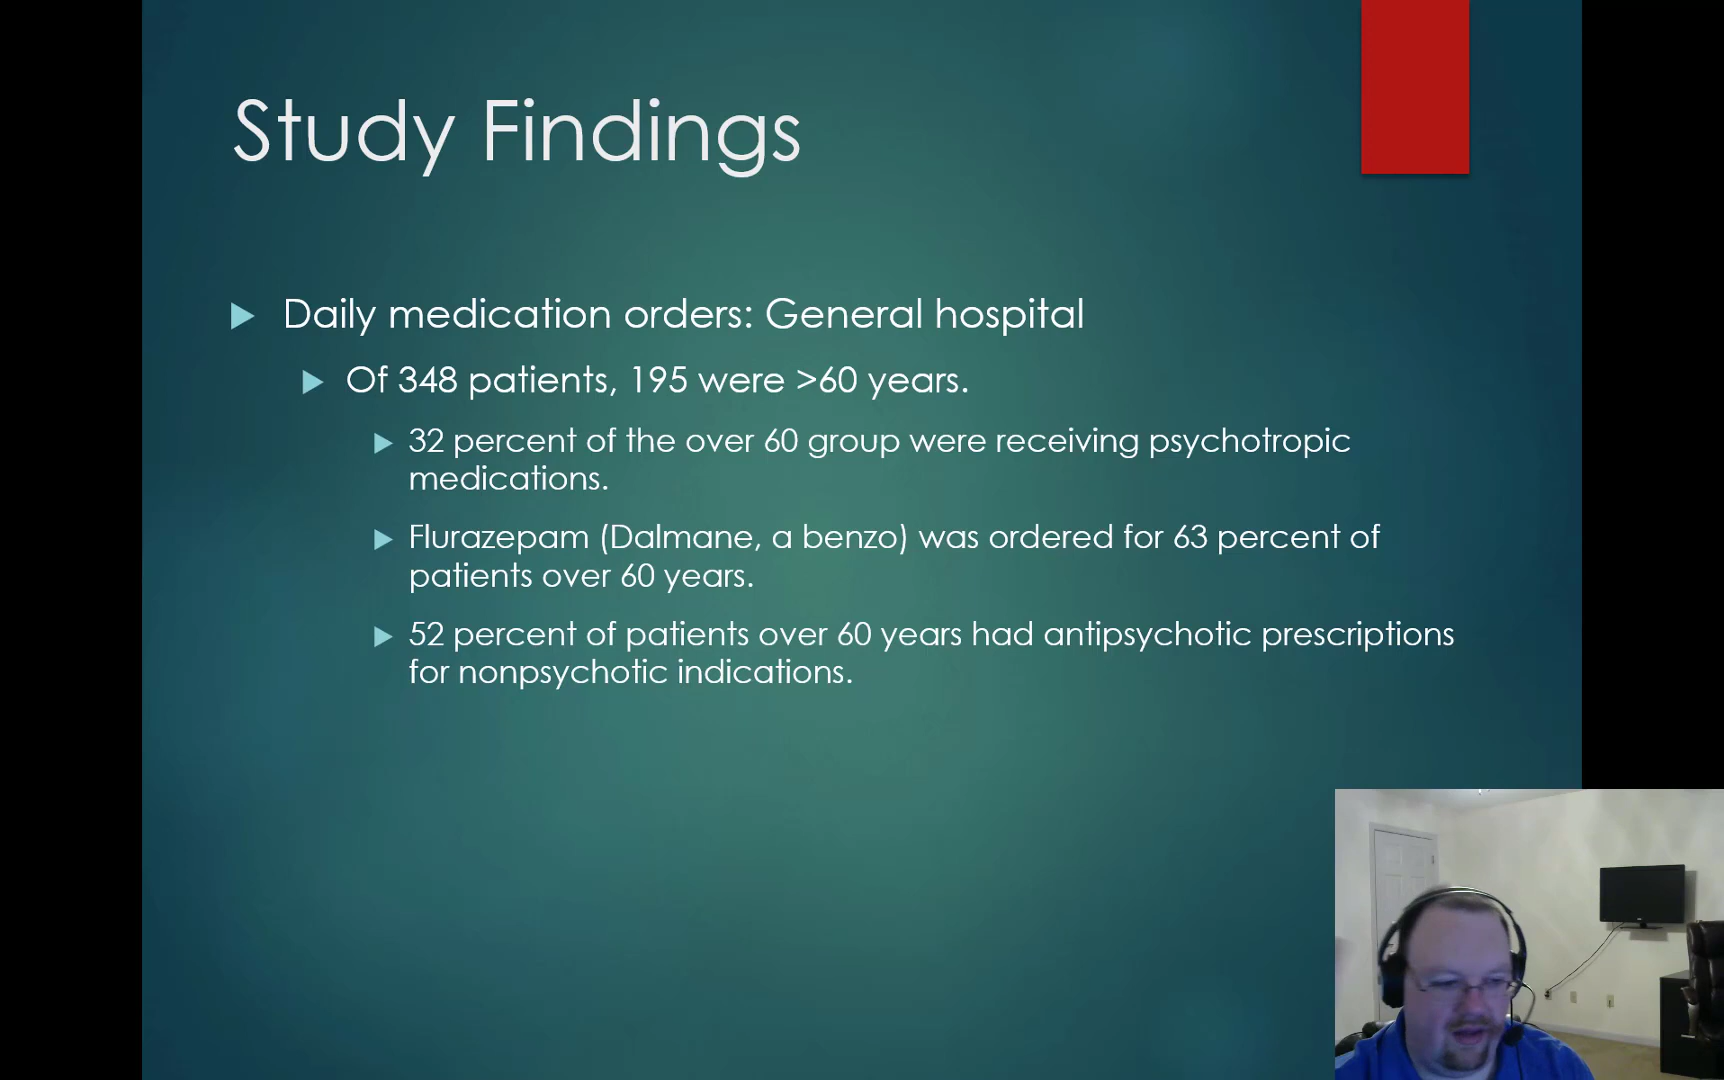 Study Findings
Daily medication orders: General hospital
Of 348 patients, 195 were >60 years.
32 percent of the over 60 group were receiving psychotropic
medications.
Flurazepam (Dalmane, a benzo) was ordered for 63 percent of
patients over 60 years.
52 percent of patients over 60 years had antipsychotic prescriptions
for nonpsychotic indications.